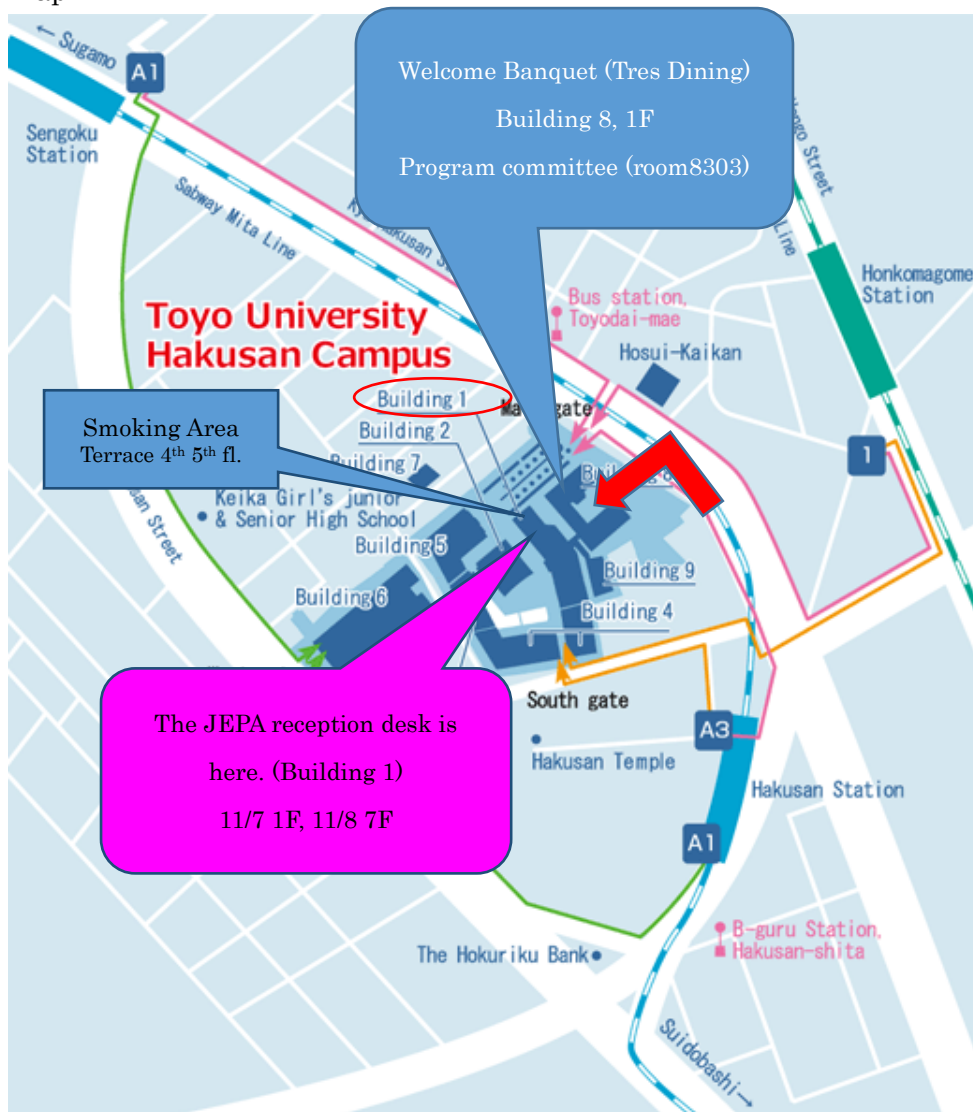 ← Sugamo
A1
Sengoku
Station
Welcome Banquet (Tres Dining)
Building 8, 1F
Program committee (room8303)
Street
Line
Sabway Mita Line
Honkomagome
Station
Toyo University
Hakusan Campus
Bus station,
Toyodai-mae
Hosui-Kaikan
Building 1
gate
Building 2
Smoking Area
Terrace 4th 5th fl.
Building 7
1
Keika Girl's junior
& Senior High School
Street
Building 5
Building 9
Building 6
Building 4
South gate
The JEPA reception desk is
here. (Building 1)
11/7 1F, 11/8 7F
A3
Hakusan Temple
Hakusan Station
A1
B-guru Station,
Hakusan-shita
The Hokuriku Bank
Suidobashi→